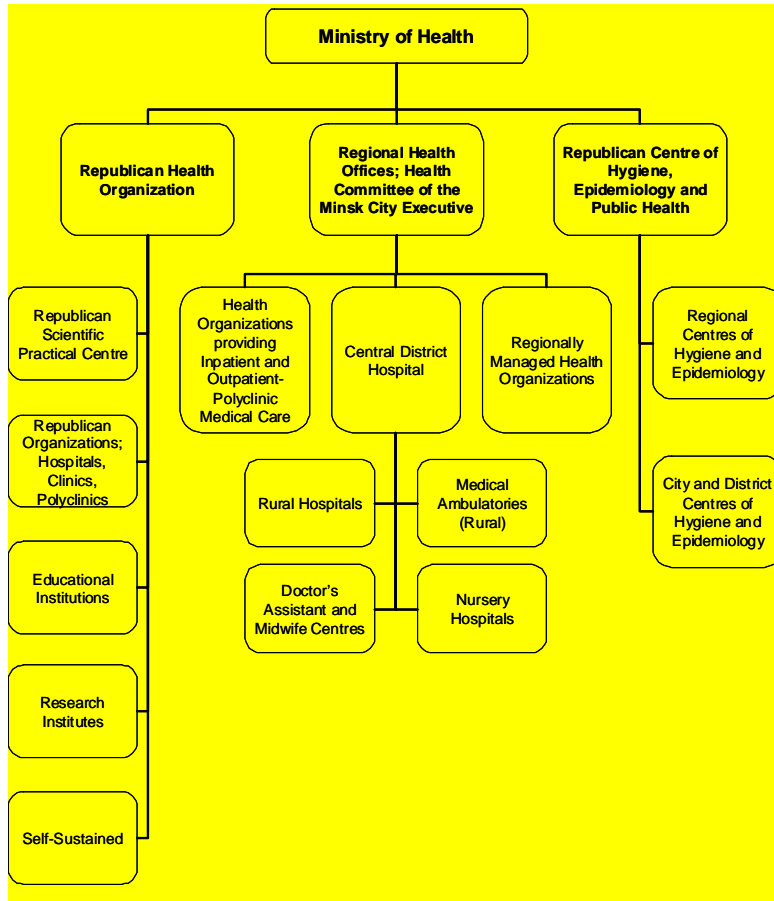 Ministry of Health
Republican Health
Organization
Regional Health
Offices; Health
Committee of the
Minsk City Executive
Republican Centre of
Hygiene,
Epidemiology and
Public Health
Republican
Scientific
Practical Centre
Health
Organizations
providing
Inpatient and
Outpatient-
Polyclinic
Medical Care
Central District
Hospital
Regionally
Managed Health
Organizations
Regional
Centres of
Hygiene and
Epidemiology
Republican
Organizations;
Hospitals,
Clinics,
Polyclinics
Rural Hospitals
Medical
Ambulatories
(Rural)
City and District
Centres of
Hygiene and
Epidemiology
Educational
Institutions
Doctor's
Assistant and
Midwife Centres
Nursery
Hospitals
Research
Institutes
Self-Sustained